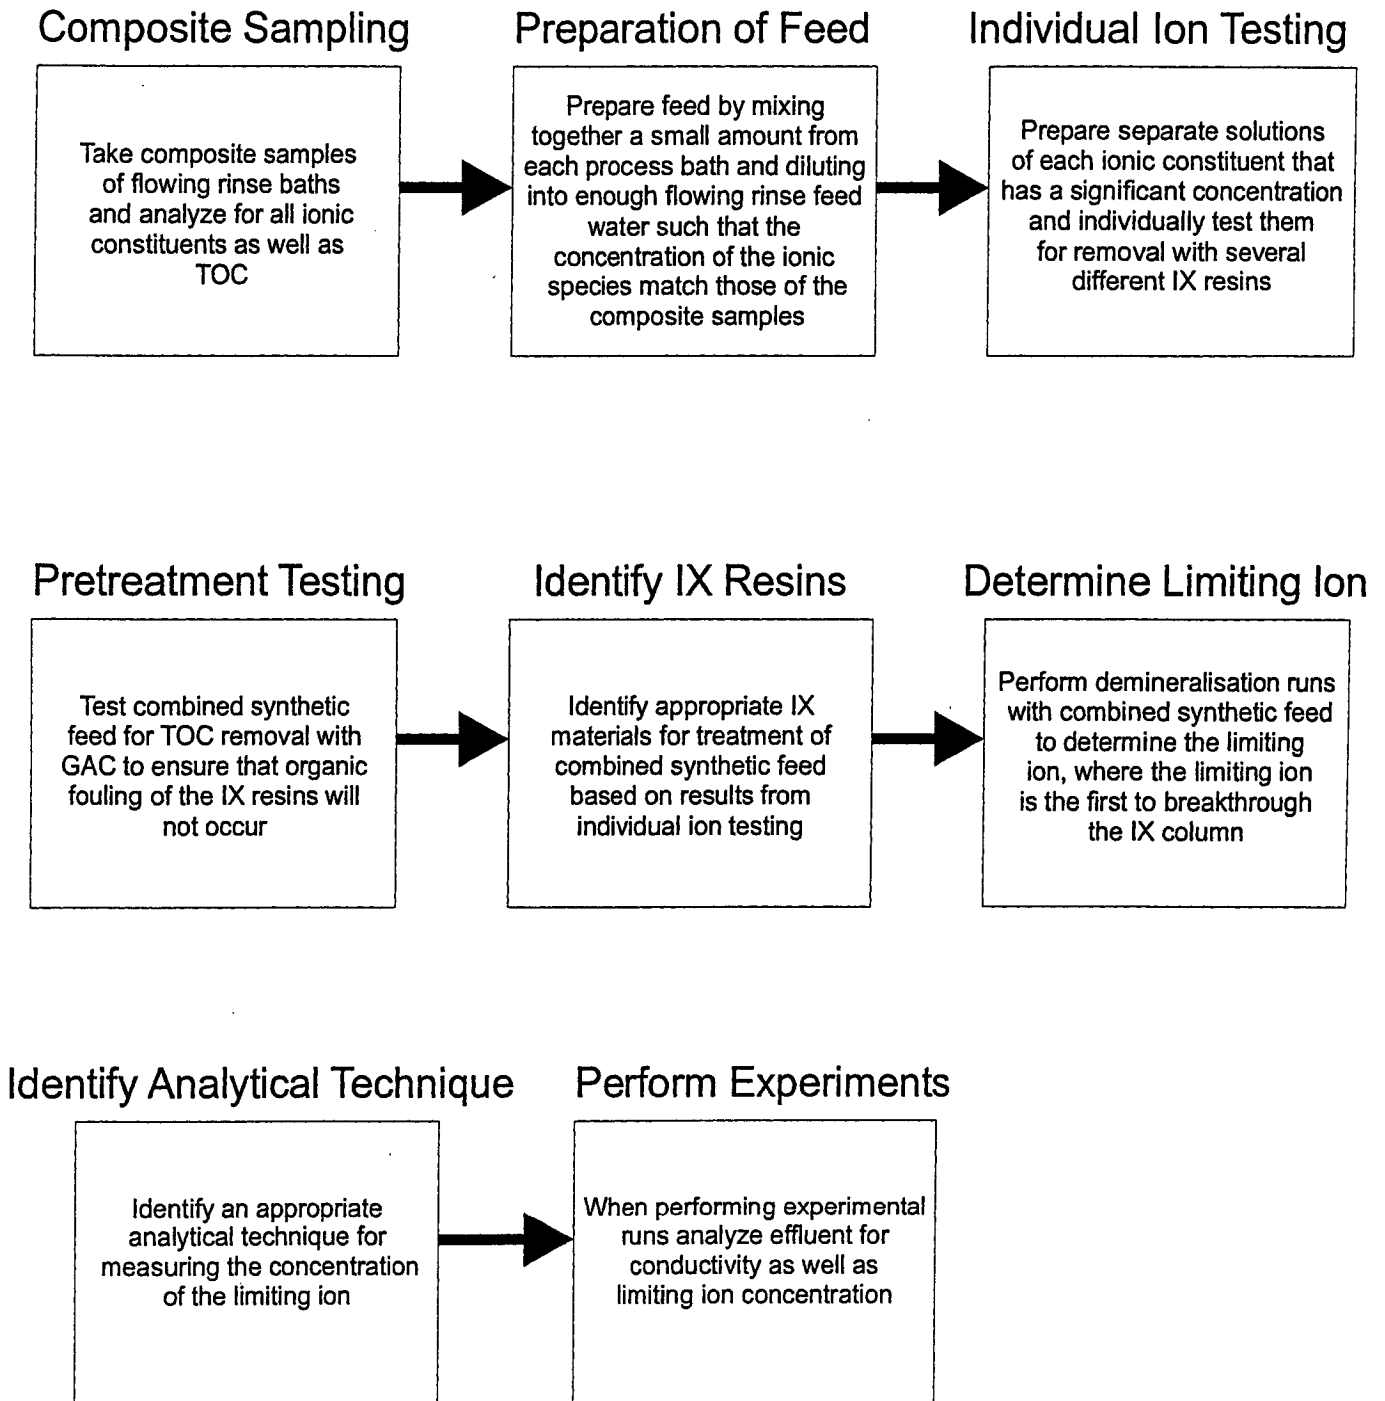 Composite Sampling
Take composite samples
of flowing rinse baths
and analyze for all ionic
constituents as well as
TOC
Preparation of Feed
Prepare feed by mixing
together a small amount from
each process bath and diluting
into enough flowing rinse feed
water such that the
concentration of the ionic
species match those of the
composite samples
Individual Ion Testing
Prepare separate solutions
of each ionic constituent that
has a significant concentration
and individually test them
for removal with several
different IX resins
Pretreatment Testing
Test combined synthetic
feed for TOC removal with
GAC to ensure that organic
fouling of the IX resins will
not occur
Identify IX Resins
Identify appropriate IX
materials for treatment of
combined synthetic feed
based on results from
individual ion testing
Determine Limiting Ion
Perform demineralisation runs
with combined synthetic feed
to determine the limiting
ion, where the limiting ion
is the first to breakthrough
the IX column
Identify Analytical Technique
Identify an appropriate
analytical technique for
measuring the concentration
of the limiting ion
Perform Experiments
When performing experimental
runs analyze effluent for
conductivity as well as
limiting ion concentration